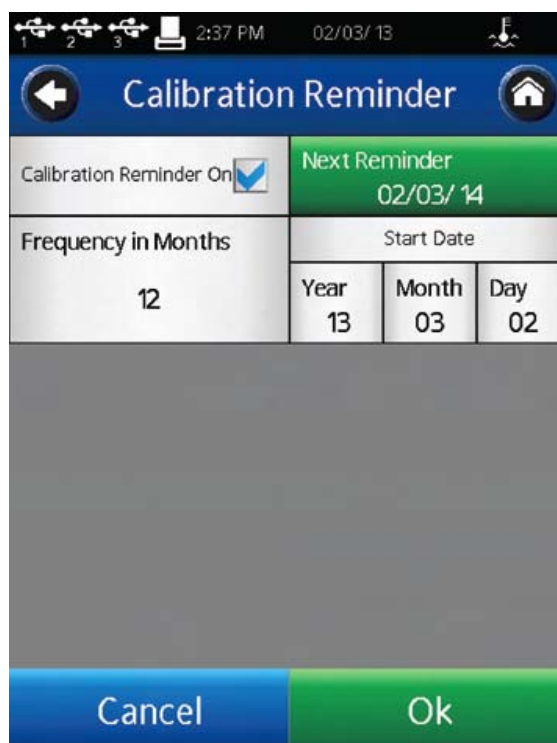 1 2 3 2:37 PM 02/03/ 13
Calibration Reminder
Calibration Reminder On
Next Reminder
02/03/ 14
Frequency in Months
12
Start Date
Year Month Day
13 03 02
Cancel Ok